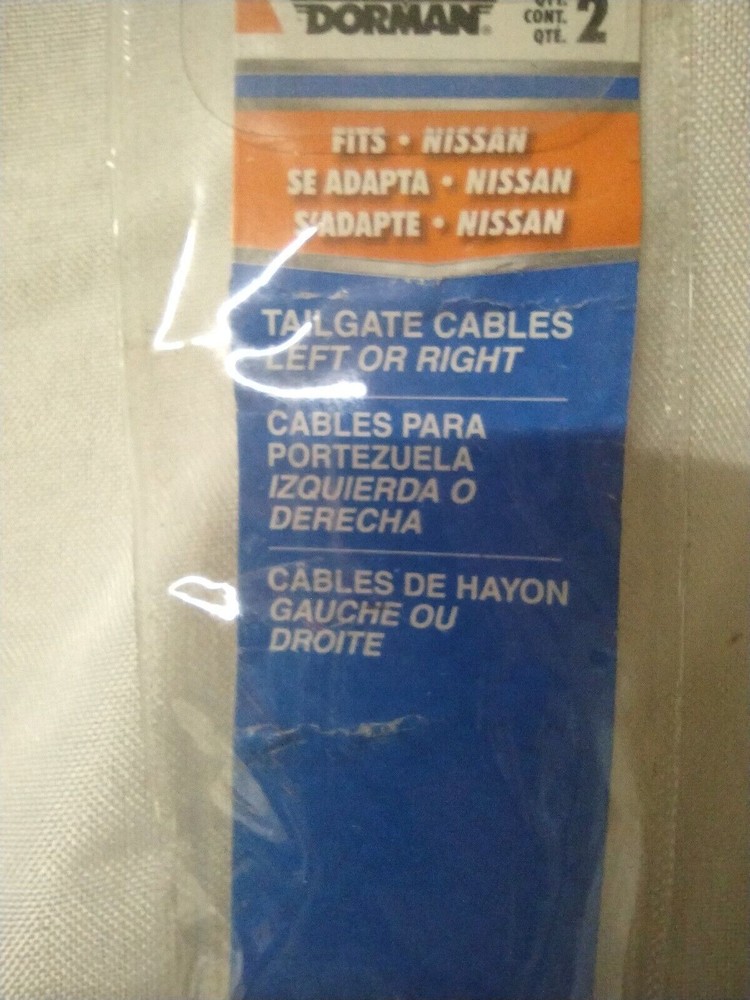 DORMAN®
QTY.
CONT.
QTÉ.
2
FITS • NISSAN
SE ADAPTA • NISSAN
S'ADAPTE • NISSAN
TAILGATE CABLES
LEFT OR RIGHT
CABLES PARA
PORTEZUELA
IZQUIERDA O
DERECHA
CÂBLES DE HAYON
GAUCHE OU
DROITE